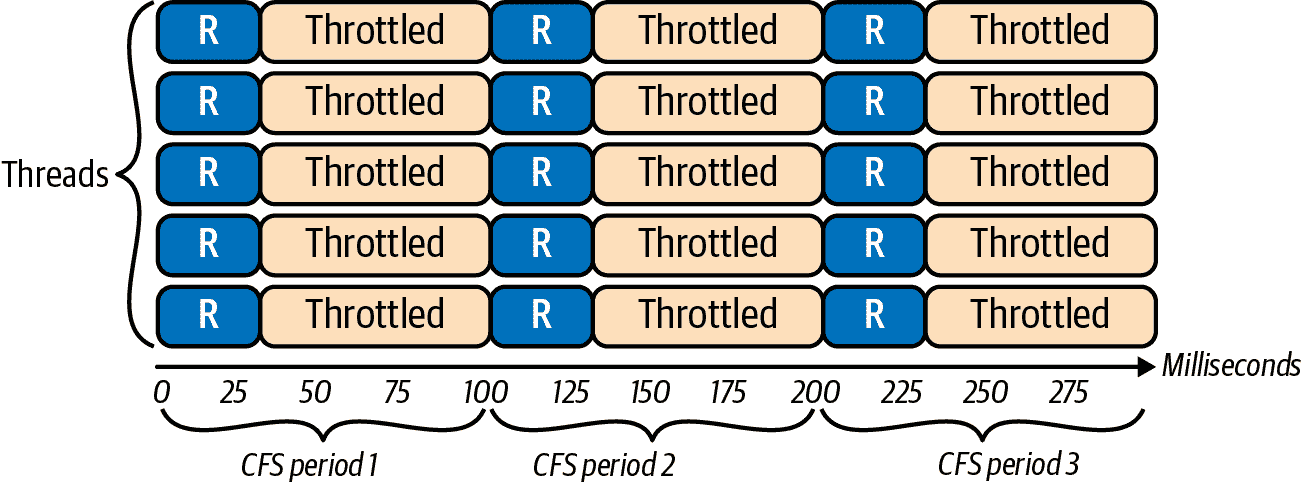 R Throttled R Throttled R Throttled
R Throttled R Throttled R Throttled
Threads R Throttled R Throttled R Throttled
R Throttled R Throttled R Throttled
R Throttled R Throttled R Throttled
Milliseconds
0 25 50 75 100 125 150 175 200 225 250 275
CFS period 1 CFS period 2 CFS period 3